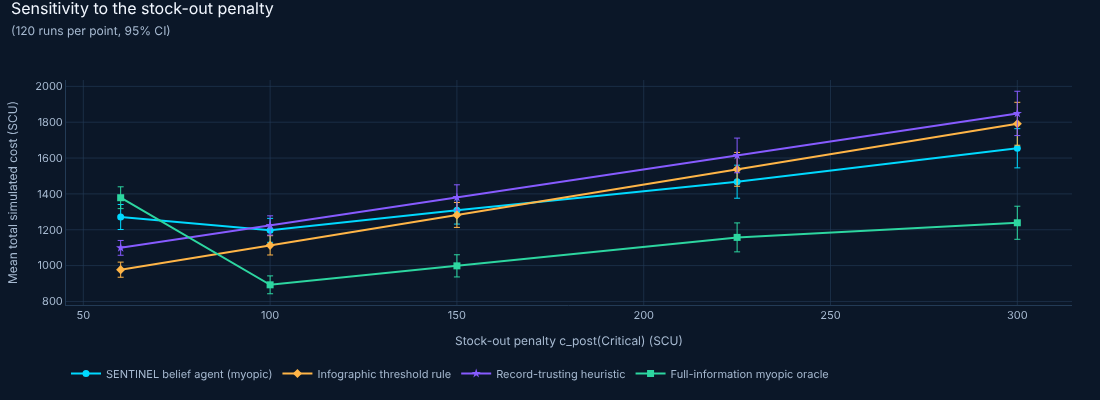 Sensitivity to the stock-out penalty
(120 runs per point, 95% CI)
Mean total simulated cost (SCU)
2000
1800
1600
1400
1200
1000
800
50 100 150 200 250 300
Stock-out penalty c_post(Critical) (SCU)
SENTINEL belief agent (myopic) Infographic threshold rule Record-trusting heuristic Full-information myopic oracle